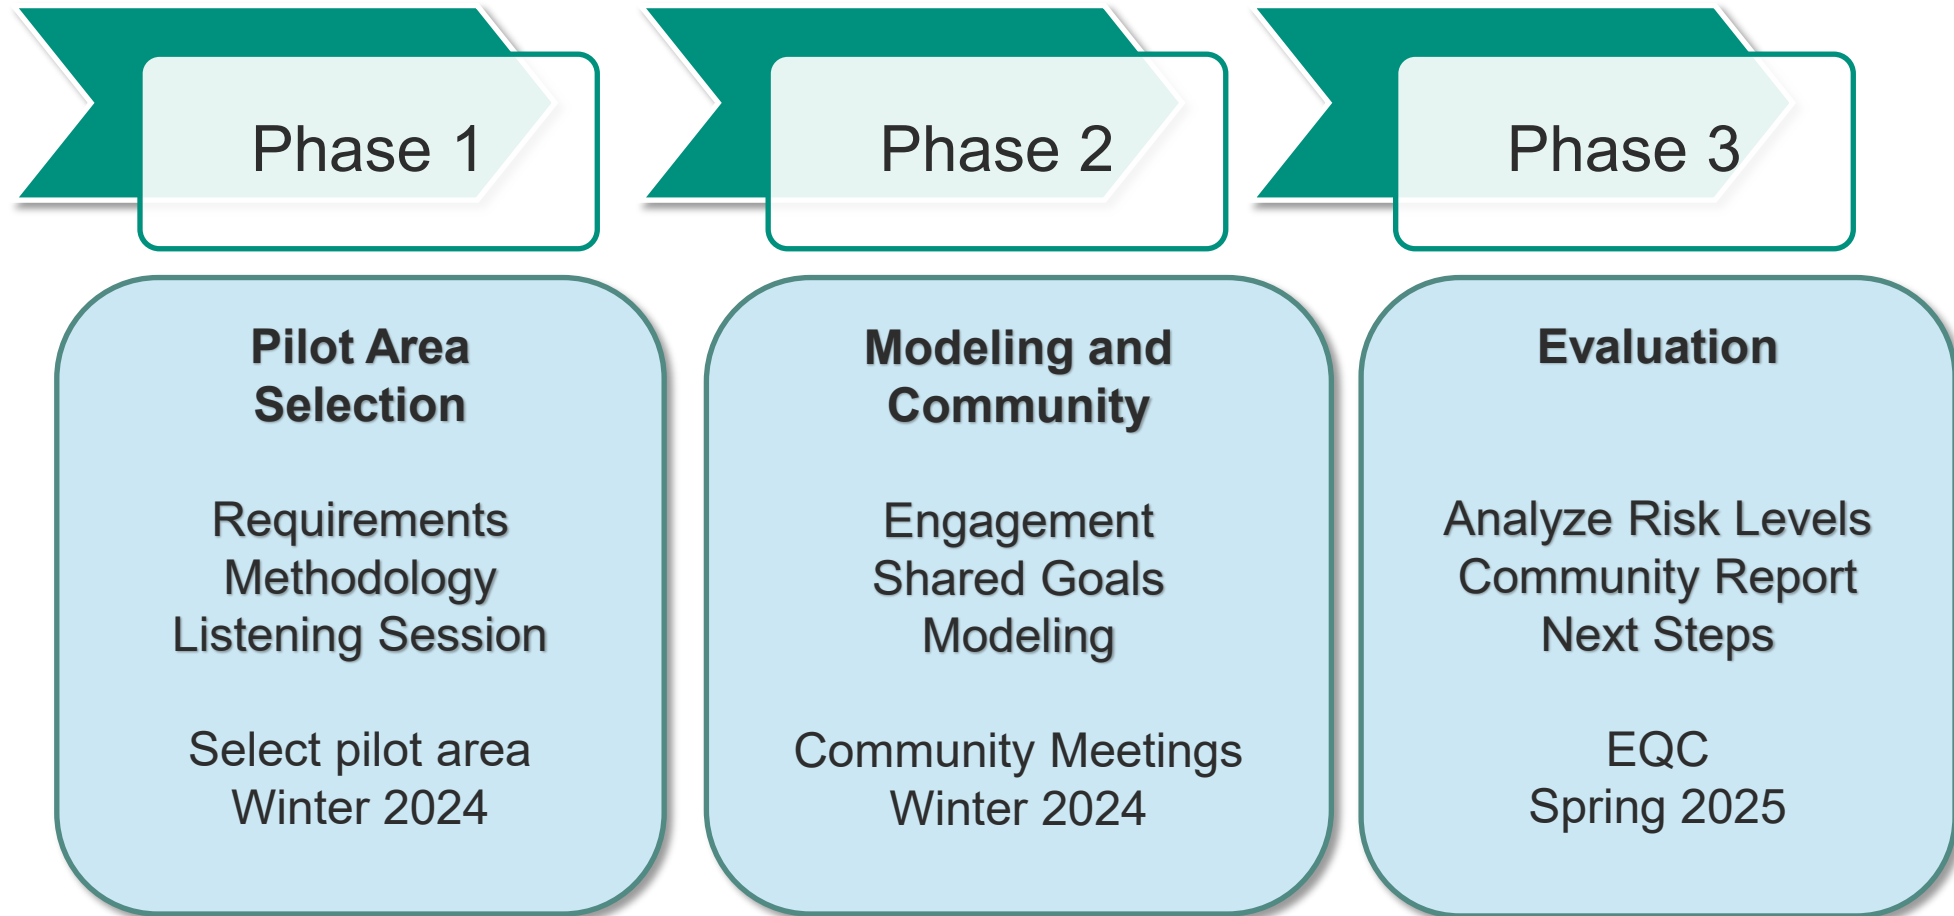 Phase 1
Phase 2
Phase 3
Pilot Area
Selection
Requirements
Methodology
Listening Session
Select pilot area
Winter 2024
Modeling and
Community
Engagement
Shared Goals
Modeling
Community Meetings
Winter 2024
Evaluation
Analyze Risk Levels
Community Report
Next Steps
EQC
Spring 2025